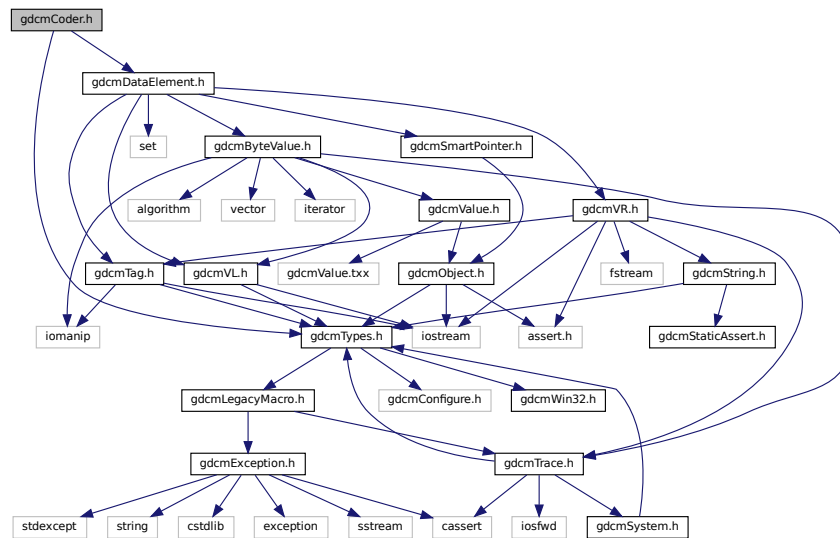 gdcmCoder.h
gdcmDataElement.h
set
gdcmByteValue.h
gdcmSmartPointer.h
algorithm
vector
iterator
gdcmValue.h
gdcmVR.h
gdcmTag.h
gdcmVL.h
gdcmValue.txx
gdcmObject.h
fstream
gdcmString.h
iomanip
gdcmTypes.h
iostream
assert.h
gdcmStaticAssert.h
gdcmLegacyMacro.h
gdcmConfigure.h
gdcmWin32.h
gdcmException.h
gdcmTrace.h
stdexcept
string
cstdlib
exception
sstream
cassert
iosfwd
gdcmSystem.h